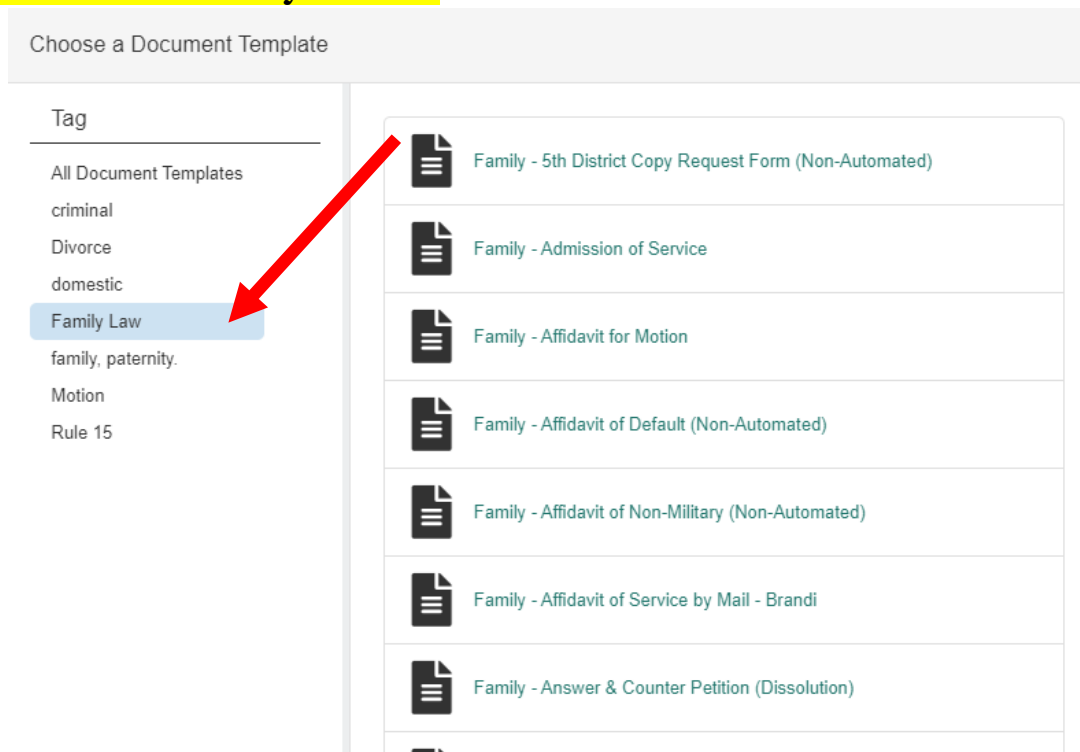 Choose a Document Template
Tag
All Document Templates
criminal
Divorce
domestic
Family Law
family, paternity.
Motion
Rule 15
Family - 5th District Copy Request Form (Non-Automated)
Family - Admission of Service
Family - Affidavit for Motion
Family - Affidavit of Default (Non-Automated)
Family - Affidavit of Non-Military (Non-Automated)
Family - Affidavit of Service by Mail - Brandi
Family - Answer & Counter Petition (Dissolution)